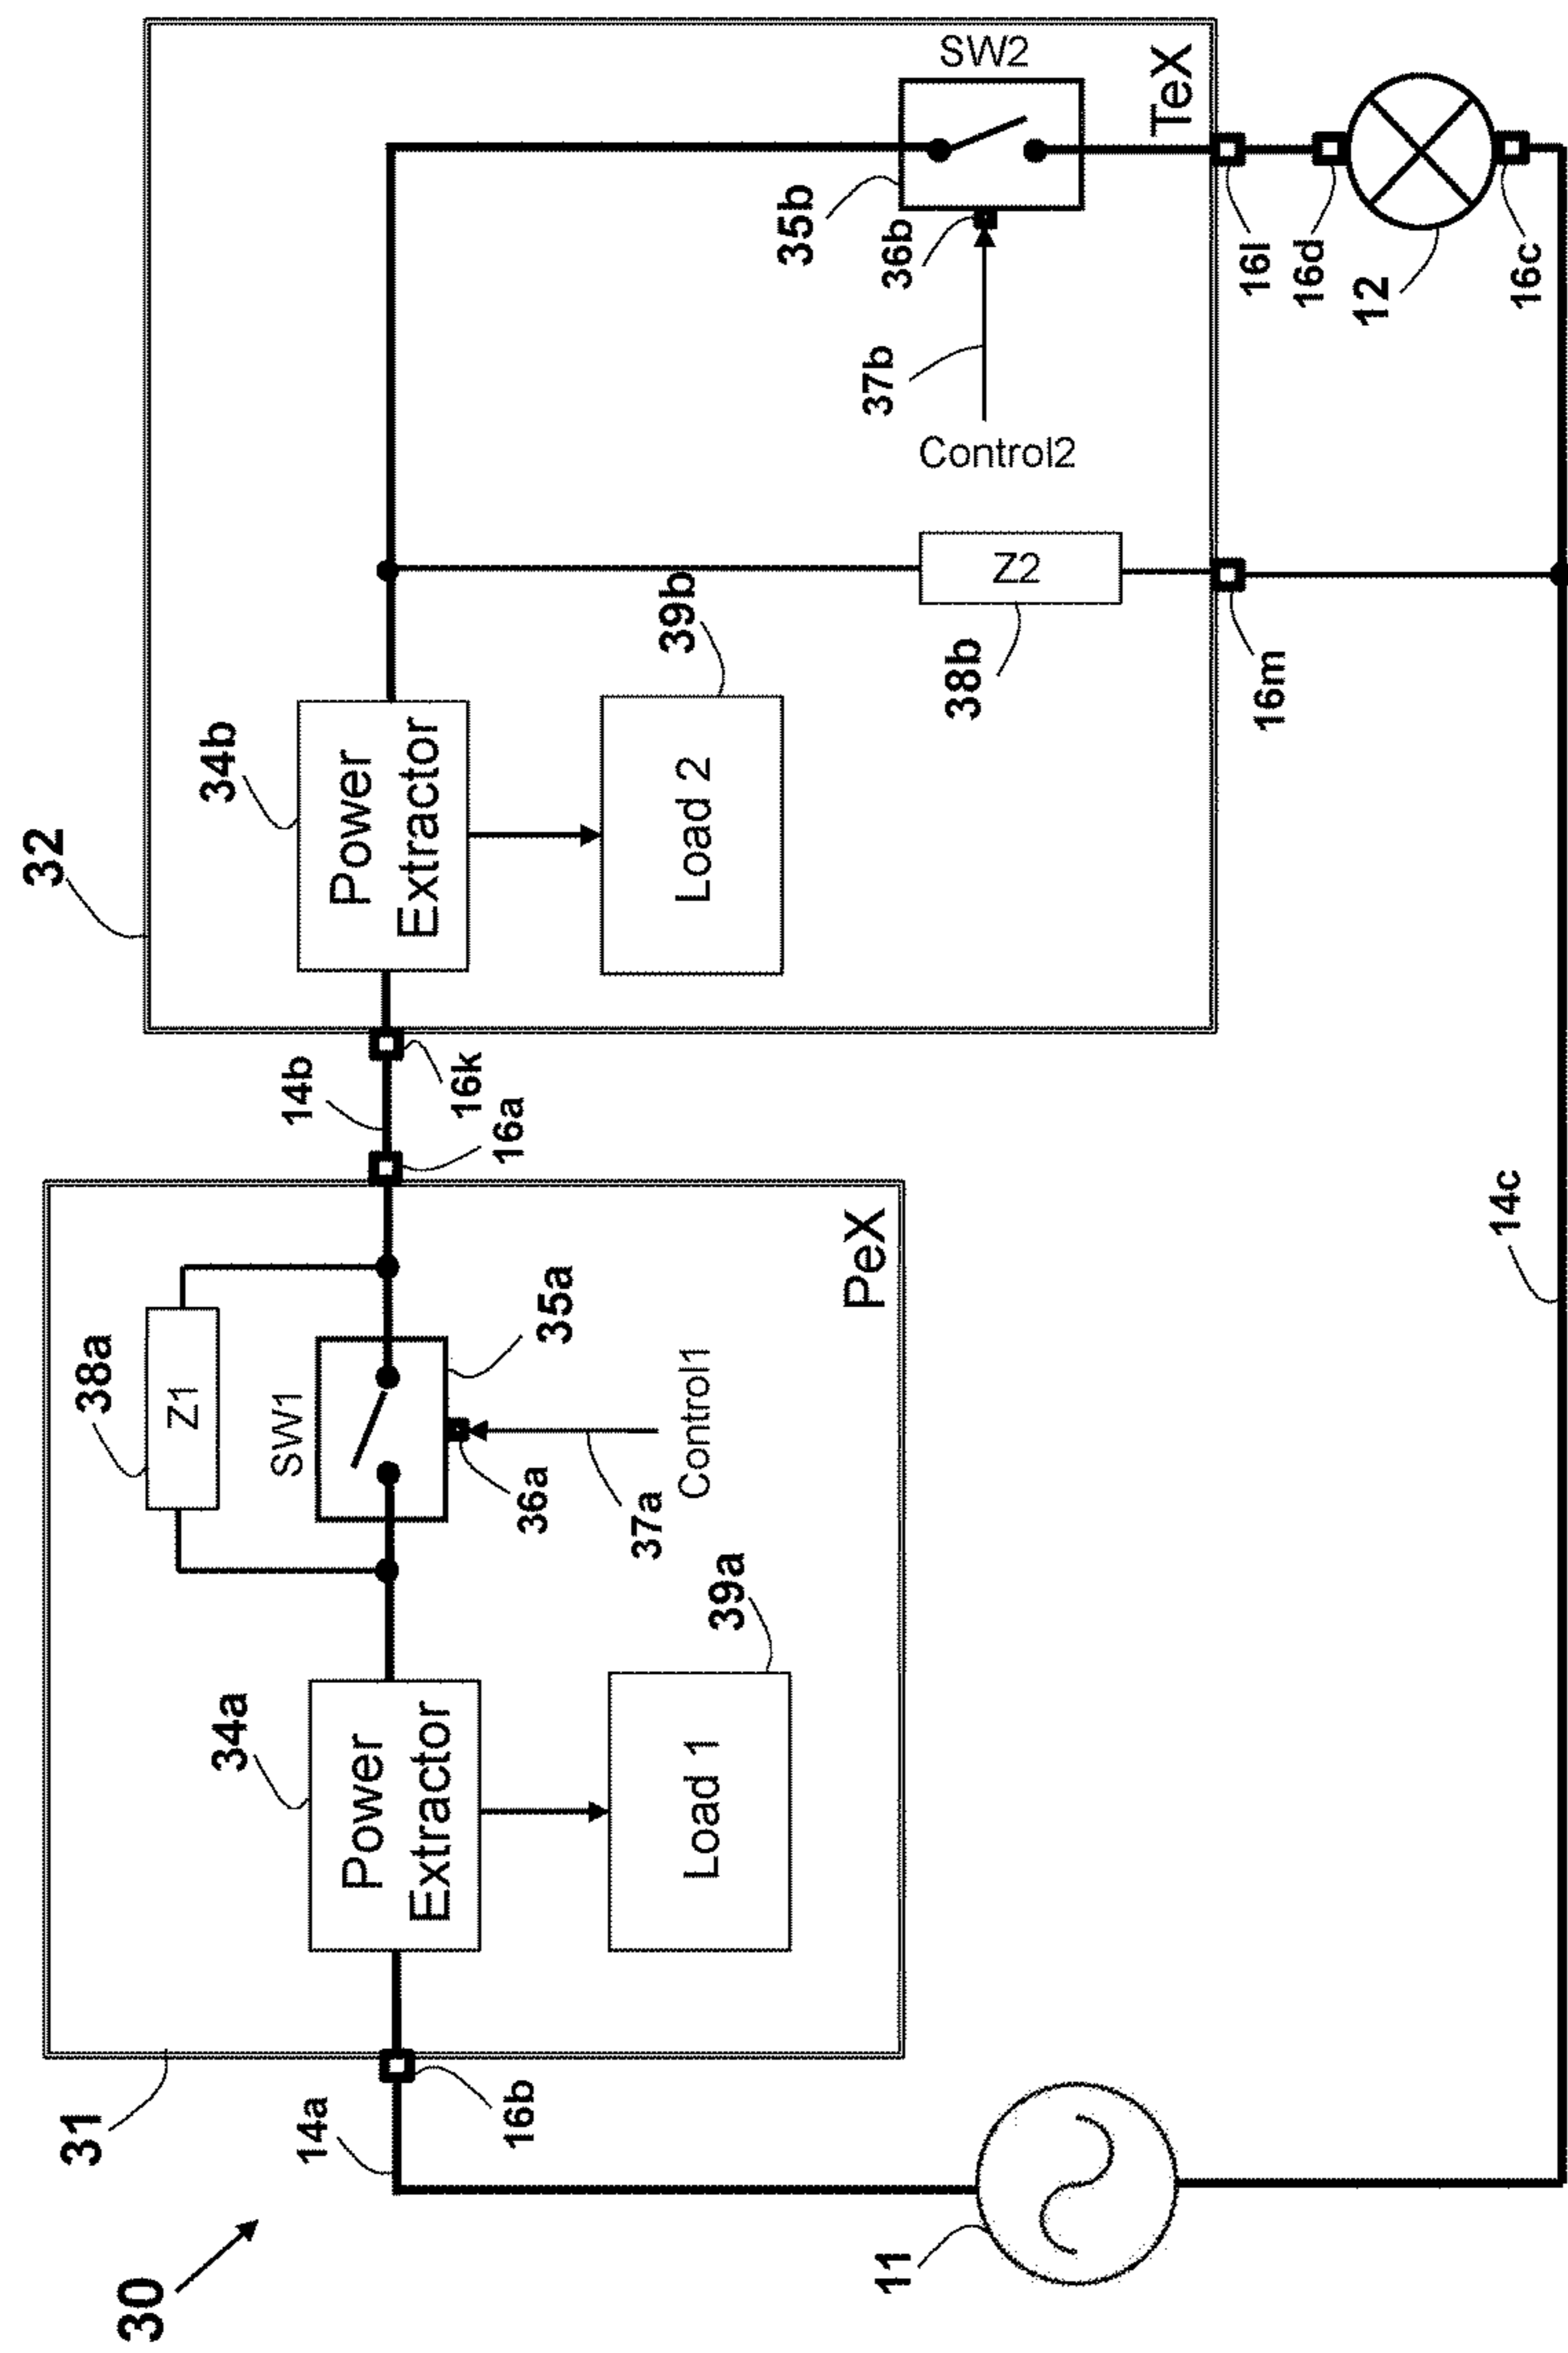 30
31
32
38a
Z1
34a
Power
Extractor
14a
16b
SW1
35a
36a
37a
Control1
39a
Load 1
PeX
14b
16k
16a
34b
Power
Extractor
39b
Load 2
35b
SW2
36b
37b
Control2
38b
Z2
TeX
16l
16d
12
16c
16m
11
14c